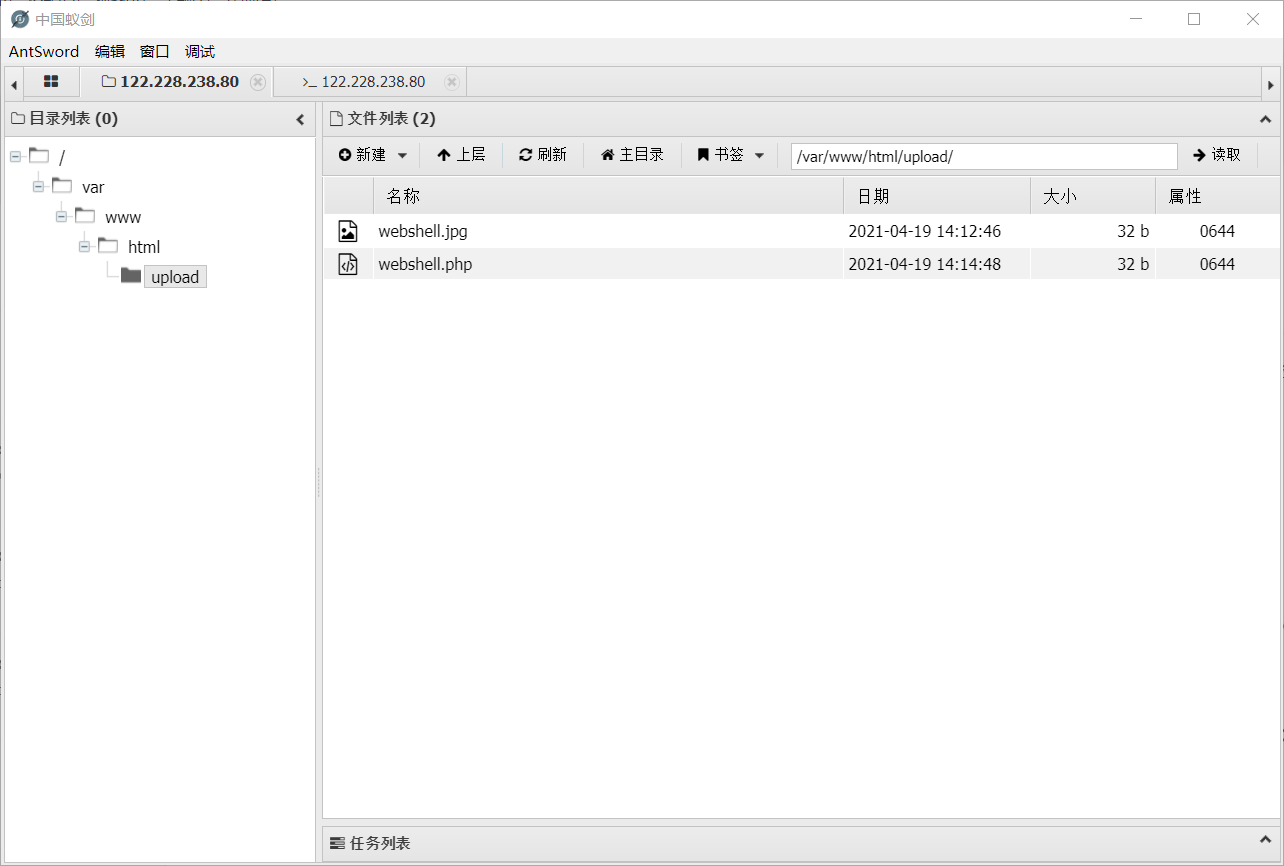 中国蚁剑
AntSword 编辑 窗口 调试
122.228.238.80 >_ 122.228.238.80
目录列表 (0)
文件列表 (2)
新建 上层 刷新 主目录 书签 /var/www/html/upload/ 读取
/
var
www
html
upload
名称 日期 大小 属性
webshell.jpg 2021-04-19 14:12:46 32 b 0644
webshell.php 2021-04-19 14:14:48 32 b 0644
任务列表